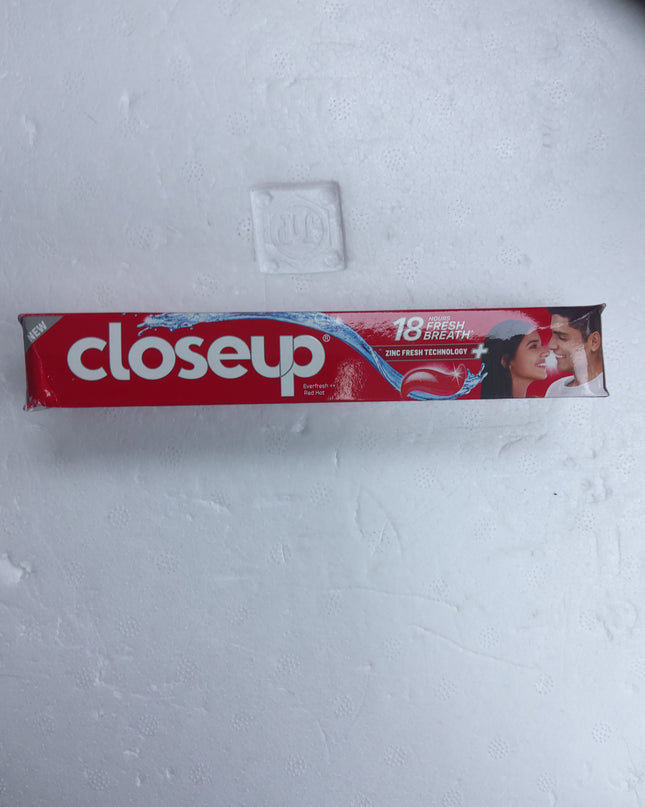 NEW
closeup®
Everfresh ++
Red Hot
18 HOURS
FRESH
BREATH*
ZINC FRESH TECHNOLOGY +